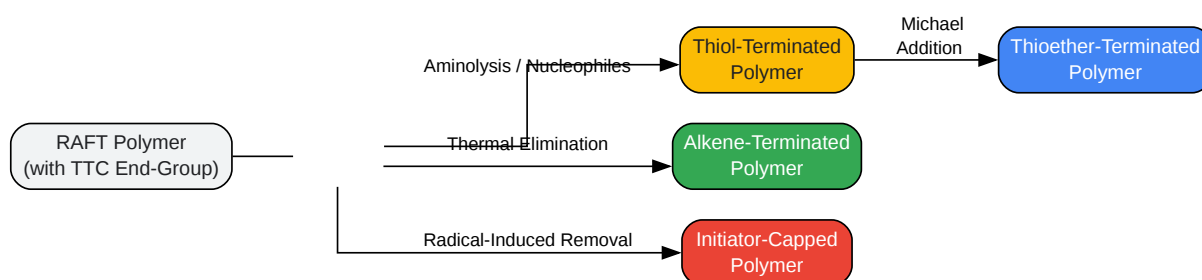 RAFT Polymer
(with TTC End-Group)
Aminolysis / Nucleophiles
Thiol-Terminated
Polymer
Michael
Addition
Thioether-Terminated
Polymer
Thermal Elimination
Alkene-Terminated
Polymer
Radical-Induced Removal
Initiator-Capped
Polymer